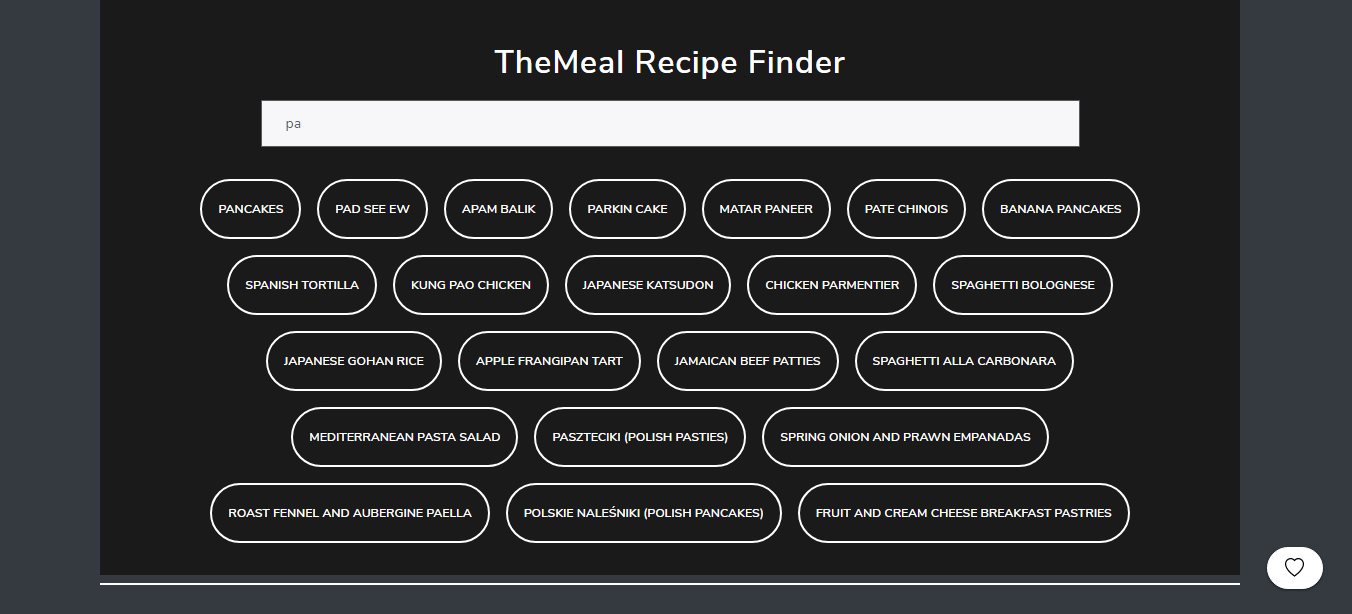 TheMeal Recipe Finder
pa
PANCAKES PAD SEE EW APAM BALIK PARKIN CAKE MATAR PANEER PATE CHINOIS BANANA PANCAKES
SPANISH TORTILLA KUNG PAO CHICKEN JAPANESE KATSUDON CHICKEN PARMENTIER SPAGHETTI BOLOGNESE
JAPANESE GOHAN RICE APPLE FRANGIPAN TART JAMAICAN BEEF PATTIES SPAGHETTI ALLA CARBONARA
MEDITERRANEAN PASTA SALAD PASZTECIKI (POLISH PASTIES) SPRING ONION AND PRAWN EMPANADAS
ROAST FENNEL AND AUBERGINE PAELLA POLSKIE NALEŚNIKI (POLISH PANCAKES) FRUIT AND CREAM CHEESE BREAKFAST PASTRIES